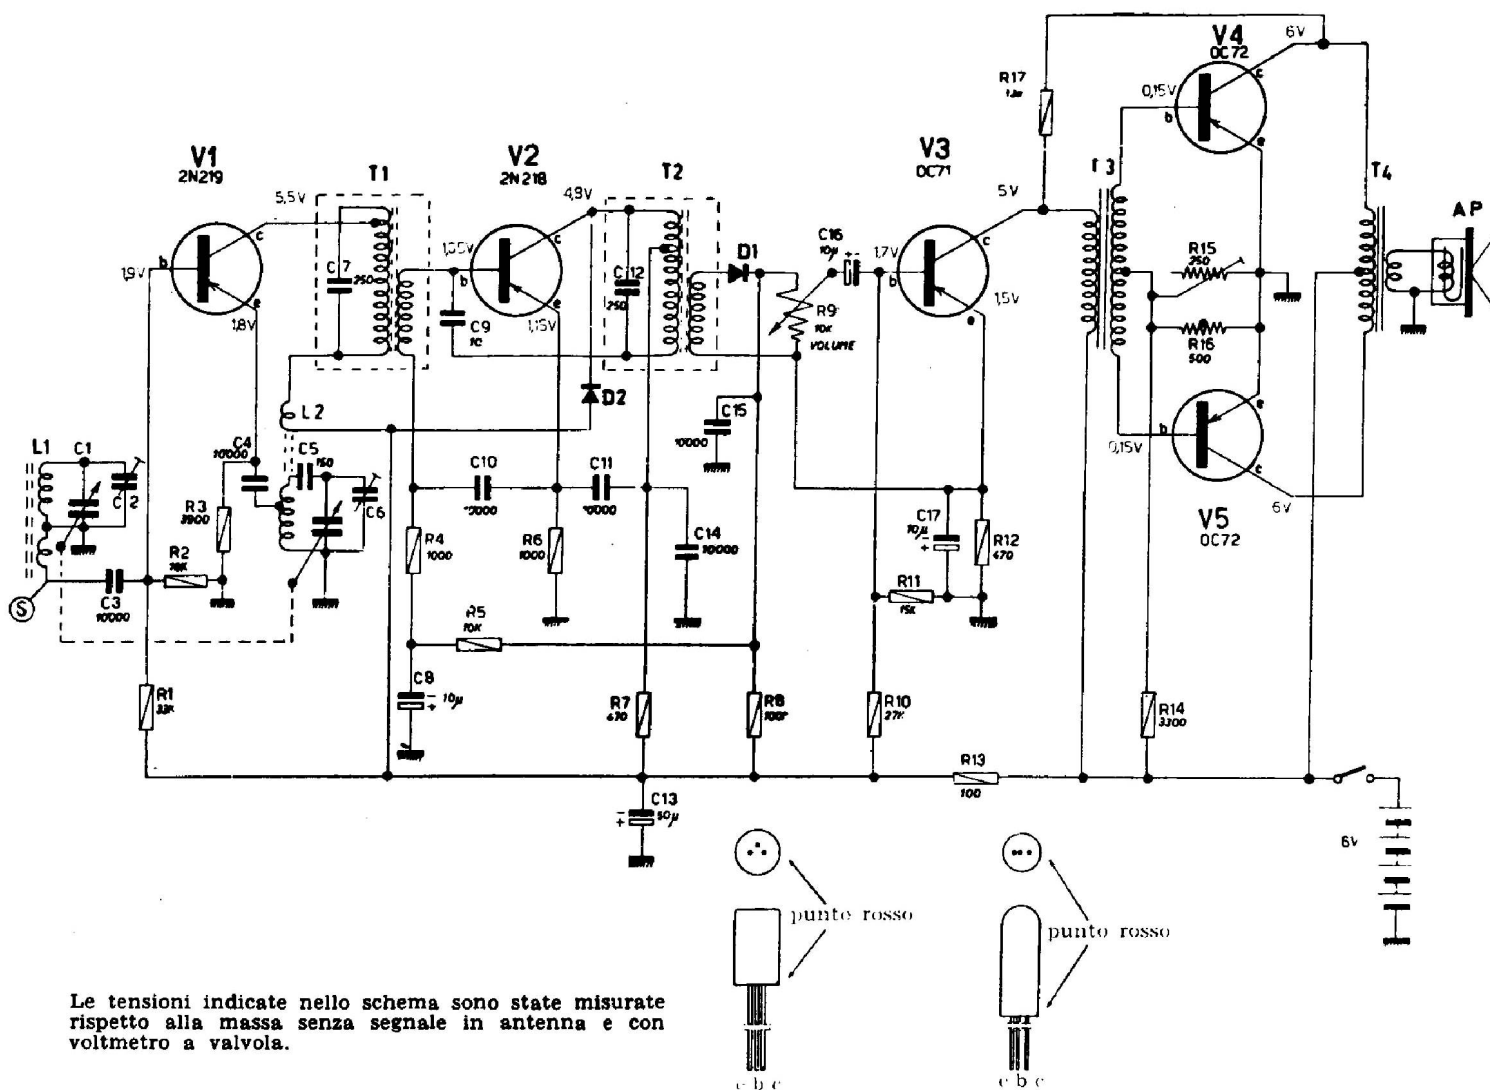 V1
2N219
V2
2N218
V3
OC71
V4
OC72
V5
OC72
T1
T2
T3
T4
AP
5,5V
c
b
1,9V
e
1,8V
C7
250
4,8V
c
b
e
1,15V
C9
C12
250
D1
D2
R9
10K
VOLUME
C16
10µ
+
1,7V
b
c
5V
e
1,5V
R17
6V
c
0,15V
b
e
R15
250
R16
500
e
b
0,15V
c
6V
L1
C1
C2
L2
C4
10000
C5
150
C6
R3
3900
R2
18K
C3
10000
S
R1
33K
C10
10000
C11
10000
R4
1000
R6
1000
C14
10000
C15
10000
R5
10K
C8
10µ
− +
R7
470
R8
R10
27K
R11
15K
C17
10µ
− +
R12
470
R13
100
R14
3300
C13
50µ
− +
6V
punto rosso
punto rosso
e b c
e b c
Le tensioni indicate nello schema sono state misurate
rispetto alla massa senza segnale in antenna e con
voltmetro a valvola.